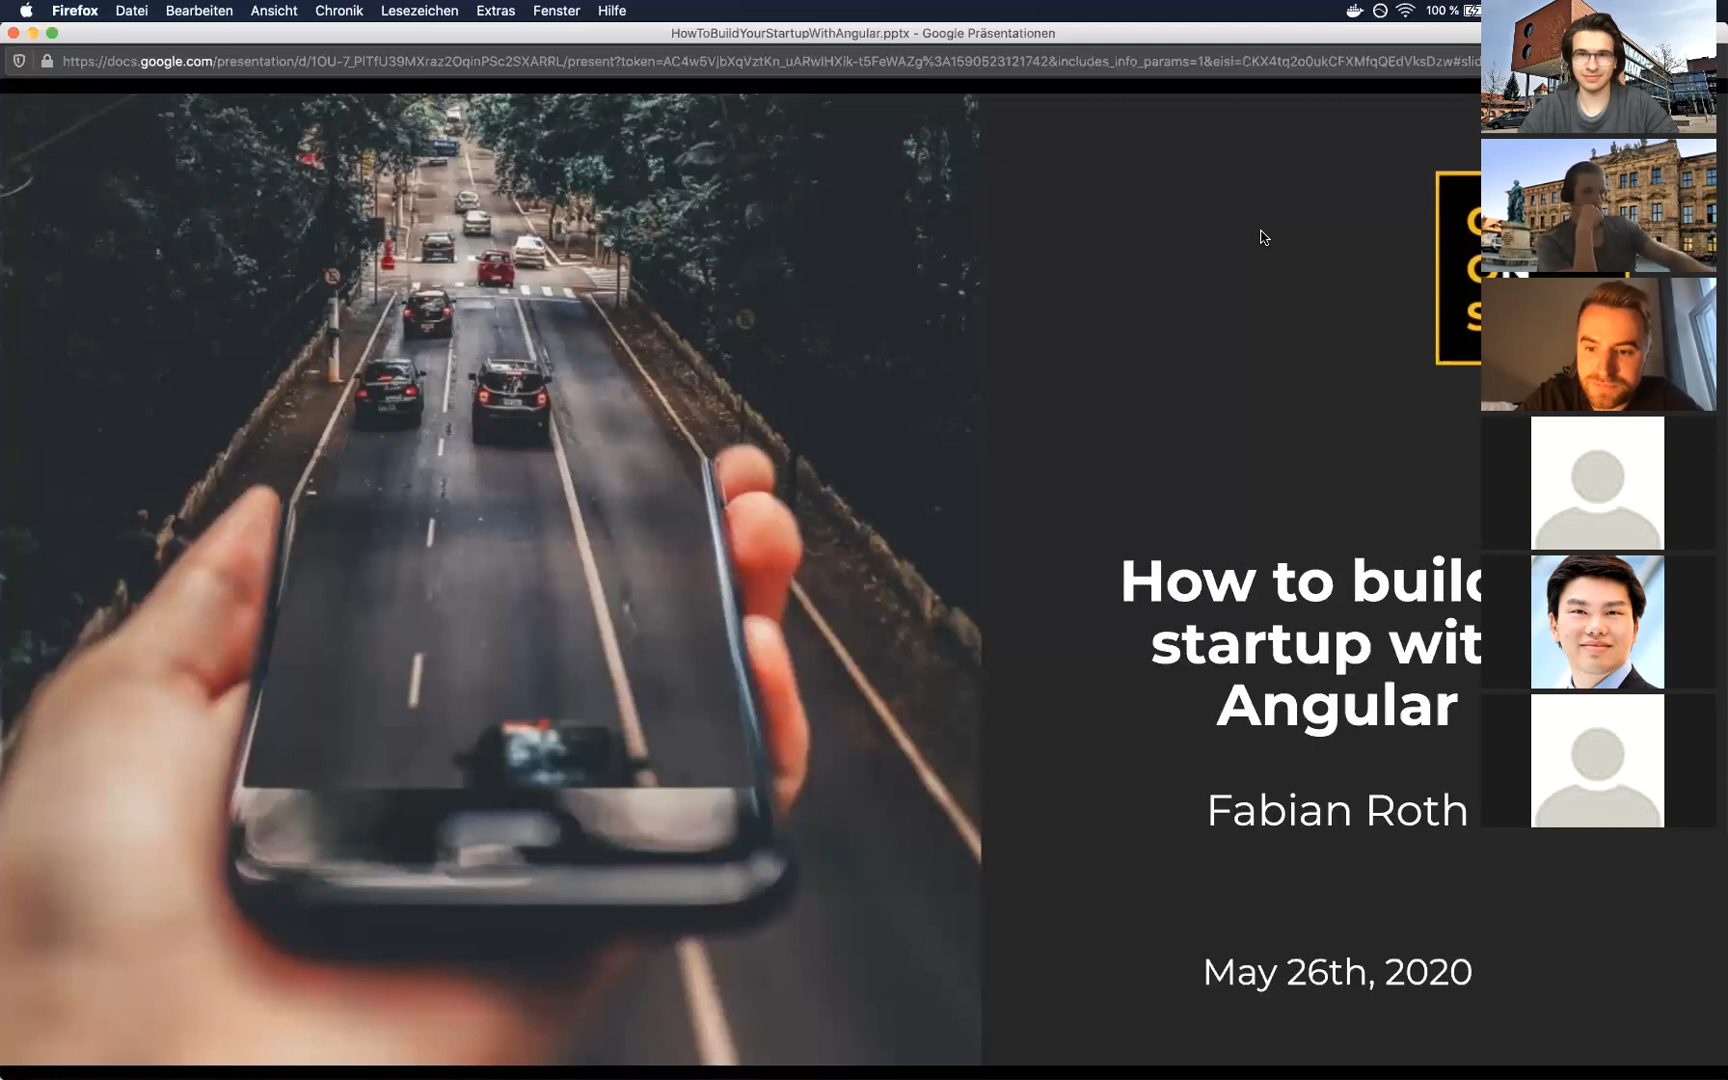 Firefox Datei Bearbeiten Ansicht Chronik Lesezeichen Extras Fenster Hilfe 100 %
HowToBuildYourStartupWithAngular.pptx - Google Präsentationen
How to build
startup wit
Angular
Fabian Roth
May 26th, 2020